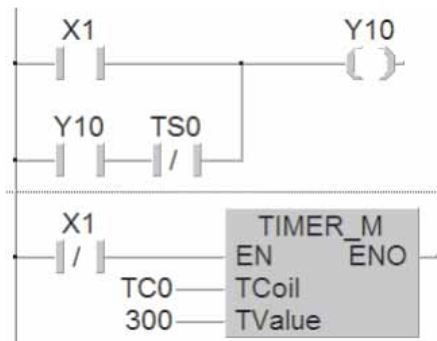 X1 Y10
Y10 TS0
/
X1 TIMER_M
/ EN ENO
TC0 TCoil
300 TValue